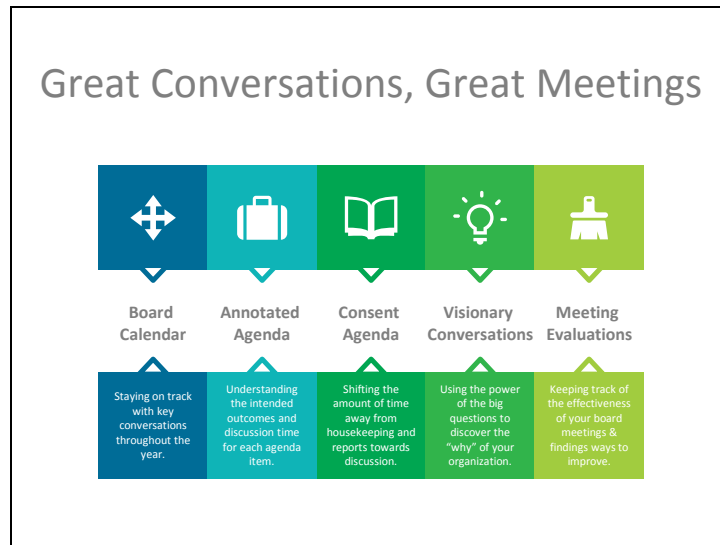 Great Conversations, Great Meetings
Board
Calendar
Annotated
Agenda
Consent
Agenda
Visionary
Conversations
Meeting
Evaluations
Staying on track
with key
conversations
throughout the
year.
Understanding
the intended
outcomes and
discussion time
for each agenda
item.
Shifting the
amount of time
away from
housekeeping and
reports towards
discussion.
Using the power
of the big
questions to
discover the
“why” of your
organization.
Keeping track of
the effectiveness
of your board
meetings &
findings ways to
improve.